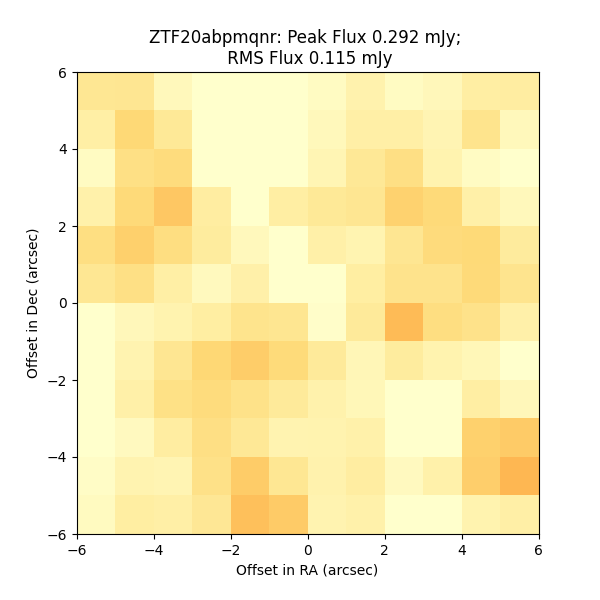 ZTF20abpmqnr: Peak Flux 0.292 mJy;
RMS Flux 0.115 mJy
6
4
2
0
−2
−4
−6
Offset in Dec (arcsec)
−6 −4 −2 0 2 4 6
Offset in RA (arcsec)